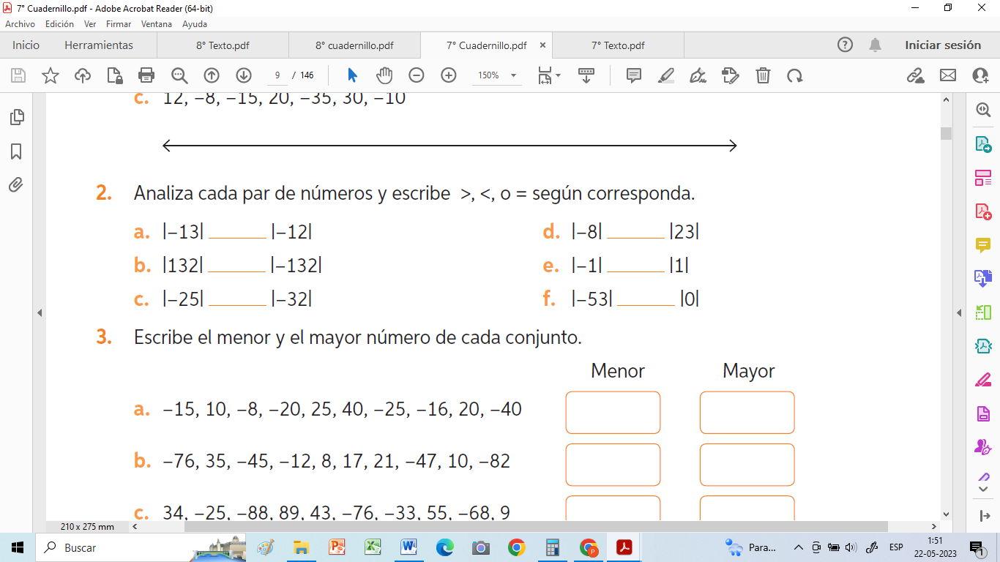 7° Cuadernillo.pdf - Adobe Acrobat Reader (64-bit)
Archivo Edición Ver Firmar Ventana Ayuda
Inicio Herramientas 8° Texto.pdf 8° cuadernillo.pdf 7° Cuadernillo.pdf × 7° Texto.pdf Iniciar sesión
9 / 146 150%
c. 12, −8, −15, 20, −35, 30, −10
2. Analiza cada par de números y escribe >, <, o = según corresponda.
a. |−13| ______ |−12| d. |−8| ______ |23|
b. |132| ______ |−132| e. |−1| ______ |1|
c. |−25| ______ |−32| f. |−53| ______ |0|
3. Escribe el menor y el mayor número de cada conjunto.
Menor Mayor
a. −15, 10, −8, −20, 25, 40, −25, −16, 20, −40
b. −76, 35, −45, −12, 8, 17, 21, −47, 10, −82
c. 34, −25, −88, 89, 43, −76, −33, 55, −68, 9
210 x 275 mm
Buscar Para... ESP 1:51
22-05-2023 1